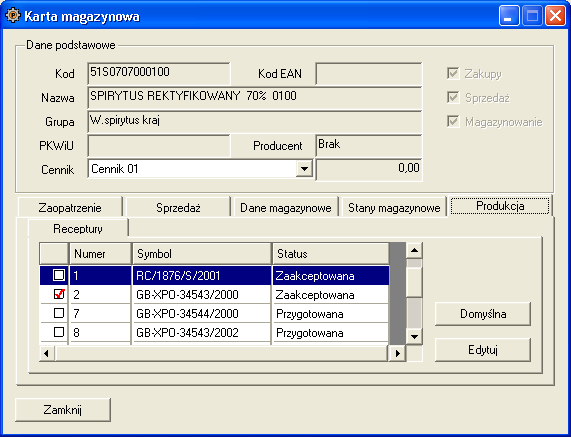 Karta magazynowa
Dane podstawowe
Kod 51S0707000100 Kod EAN Zakupy
Nazwa SPIRYTUS REKTYFIKOWANY 70% 0100 Sprzedaż
Grupa W.spirytus kraj Magazynowanie
PKWiU Producent Brak
Cennik Cennik 01 0,00
Zaopatrzenie Sprzedaż Dane magazynowe Stany magazynowe Produkcja
Receptury
Numer Symbol Status
1 RC/1876/S/2001 Zaakceptowana
2 GB-XPO-34543/2000 Zaakceptowana
7 GB-XPO-34544/2000 Przygotowana
8 GB-XPO-34543/2002 Przygotowana
Domyślna
Edytuj
Zamknij